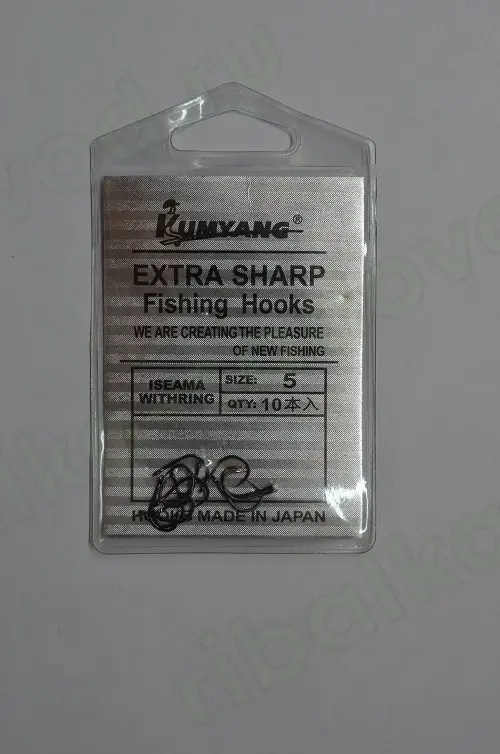 KUMYANG®
EXTRA SHARP
Fishing Hooks
WE ARE CREATING THE PLEASURE
OF NEW FISHING
ISEAMA
WITHRING
SIZE: 5
QTY: 10本入
HOOKS MADE IN JAPAN